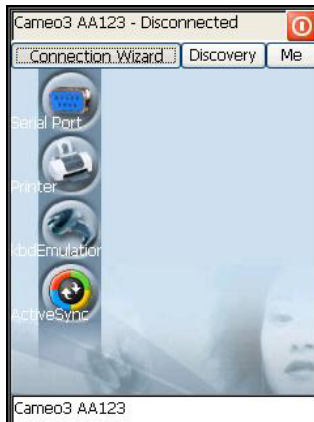 Cameo3 AA123 - Disconnected
Connection Wizard Discovery Me
Serial Port
Printer
kbdEmulation
ActiveSync
Cameo3 AA123